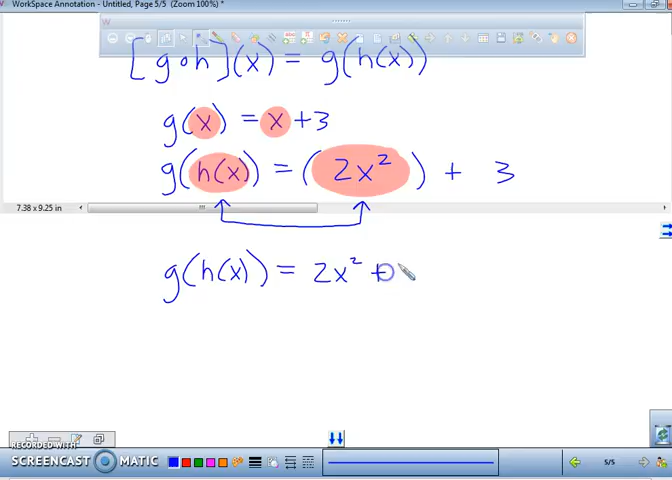 WorkSpace Annotation - Untitled, Page 5/5 (Zoom 100%) *
[g∘h](x) = g(h(x))
g(x) = x + 3
g(h(x)) = (2x²) + 3
7.38 x 9.25 in
g(h(x)) = 2x² +
RECORDED WITH
SCREENCAST MATIC
5/5